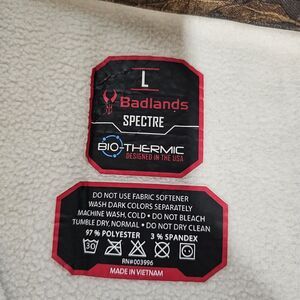 L
Badlands
SPECTRE
BIO-THERMIC
DESIGNED IN THE USA
DO NOT USE FABRIC SOFTENER
WASH DARK COLORS SEPARATELY
MACHINE WASH, COLD • DO NOT BLEACH
TUMBLE DRY, NORMAL • DO NOT DRY CLEAN
97 % POLYESTER 3 % SPANDEX
30
RN#003996
MADE IN VIETNAM